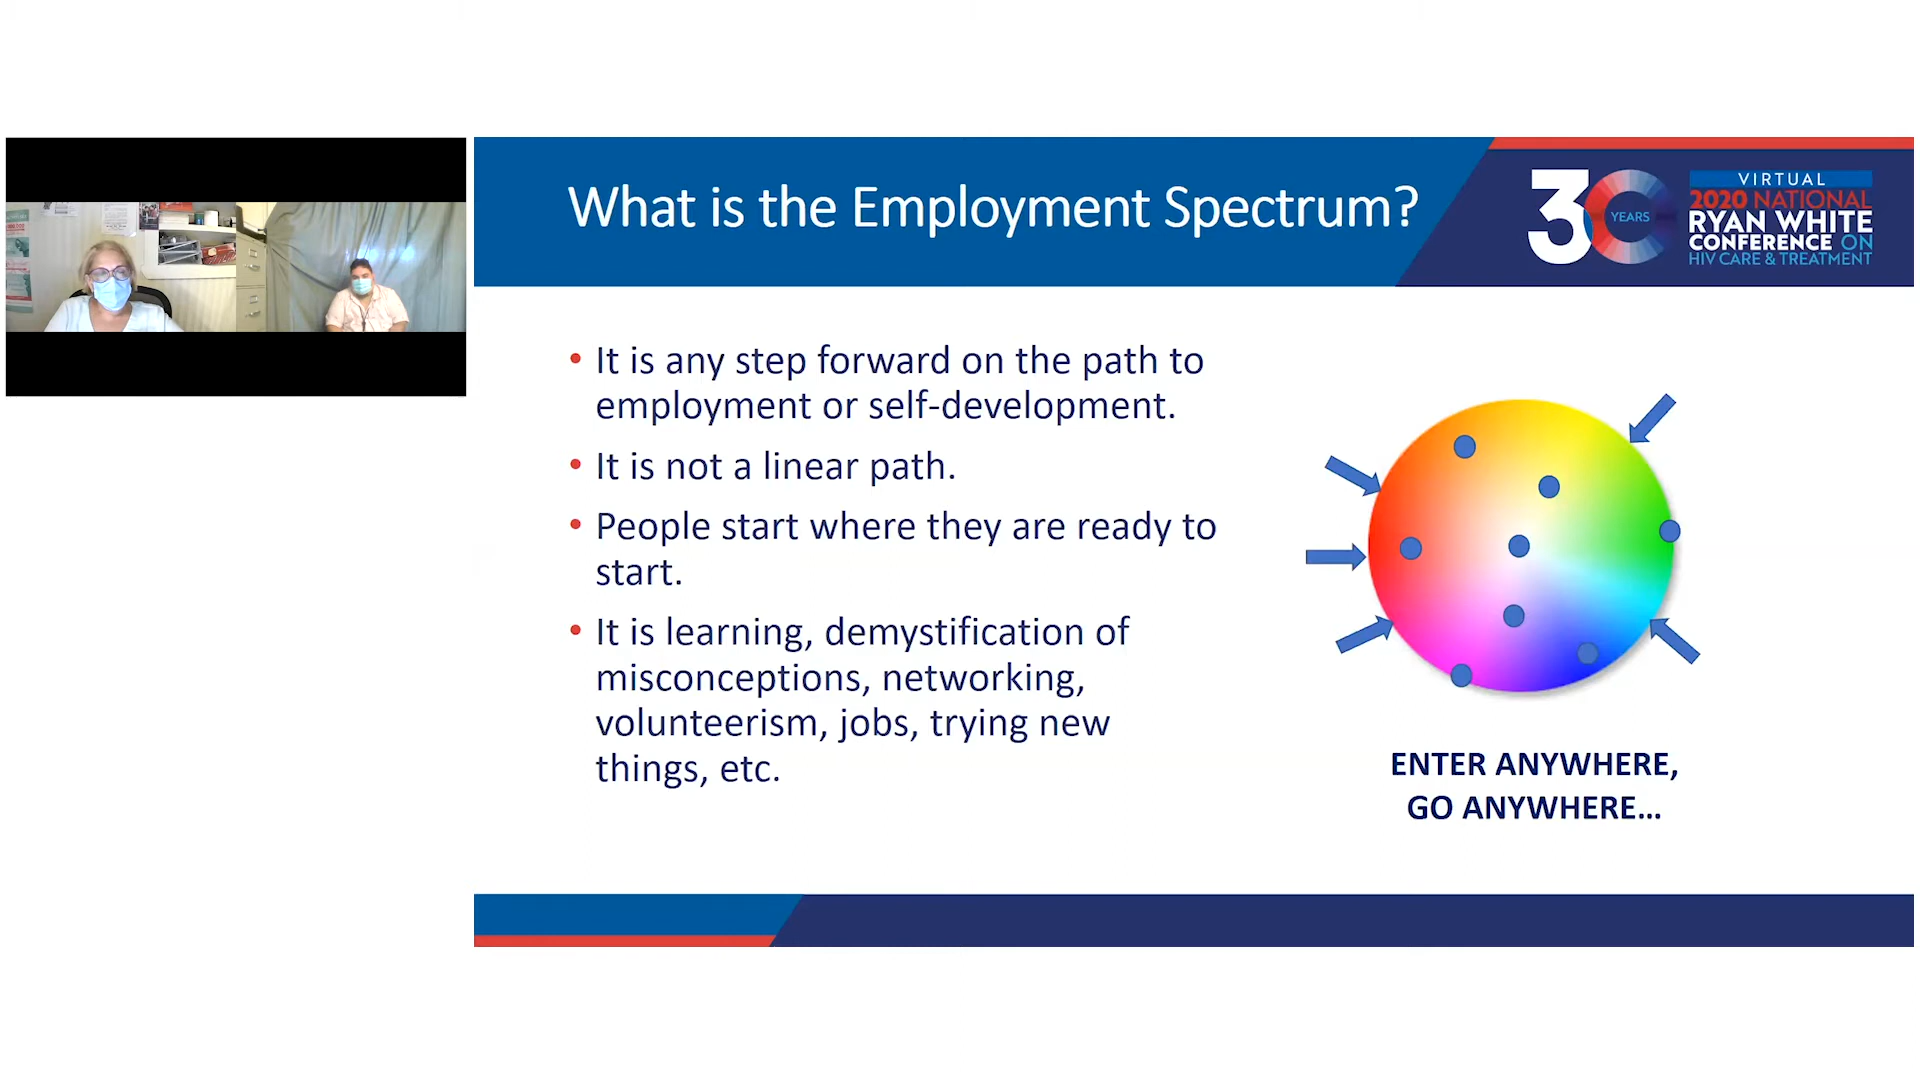 What is the Employment Spectrum?
30
YEARS
VIRTUAL
2020 NATIONAL
RYAN WHITE
CONFERENCE ON
HIV CARE & TREATMENT
• It is any step forward on the path to
employment or self-development.
• It is not a linear path.
• People start where they are ready to
start.
• It is learning, demystification of
misconceptions, networking,
volunteerism, jobs, trying new
things, etc.
ENTER ANYWHERE,
GO ANYWHERE...